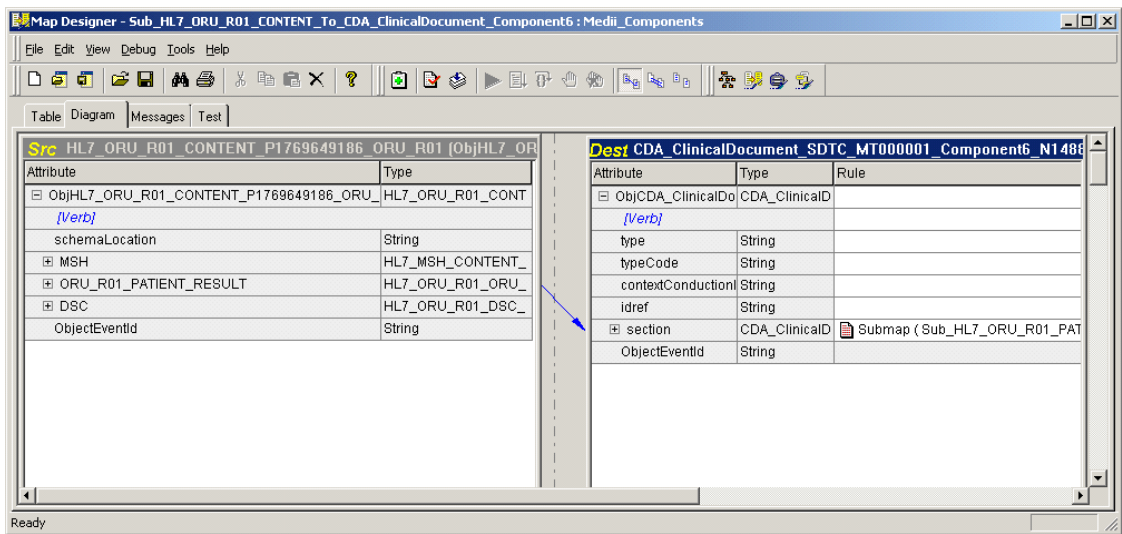 Map Designer - Sub_HL7_ORU_R01_CONTENT_To_CDA_ClinicalDocument_Component6 : Medii_Components
File Edit View Debug Tools Help
Table Diagram Messages Test
Src HL7_ORU_R01_CONTENT_P1769649186_ORU_R01 (ObjHL7_OR
Attribute Type
ObjHL7_ORU_R01_CONTENT_P1769649186_ORU_ HL7_ORU_R01_CONT
[Verb]
schemaLocation String
MSH HL7_MSH_CONTENT_
ORU_R01_PATIENT_RESULT HL7_ORU_R01_ORU_
DSC HL7_ORU_R01_DSC_
ObjectEventId String
Dest CDA_ClinicalDocument_SDTC_MT000001_Component6_N1488
Attribute Type Rule
ObjCDA_ClinicalDo CDA_ClinicalD
[Verb]
type String
typeCode String
contextConductionI String
idref String
section CDA_ClinicalD Submap ( Sub_HL7_ORU_R01_PAT
ObjectEventId String
Ready